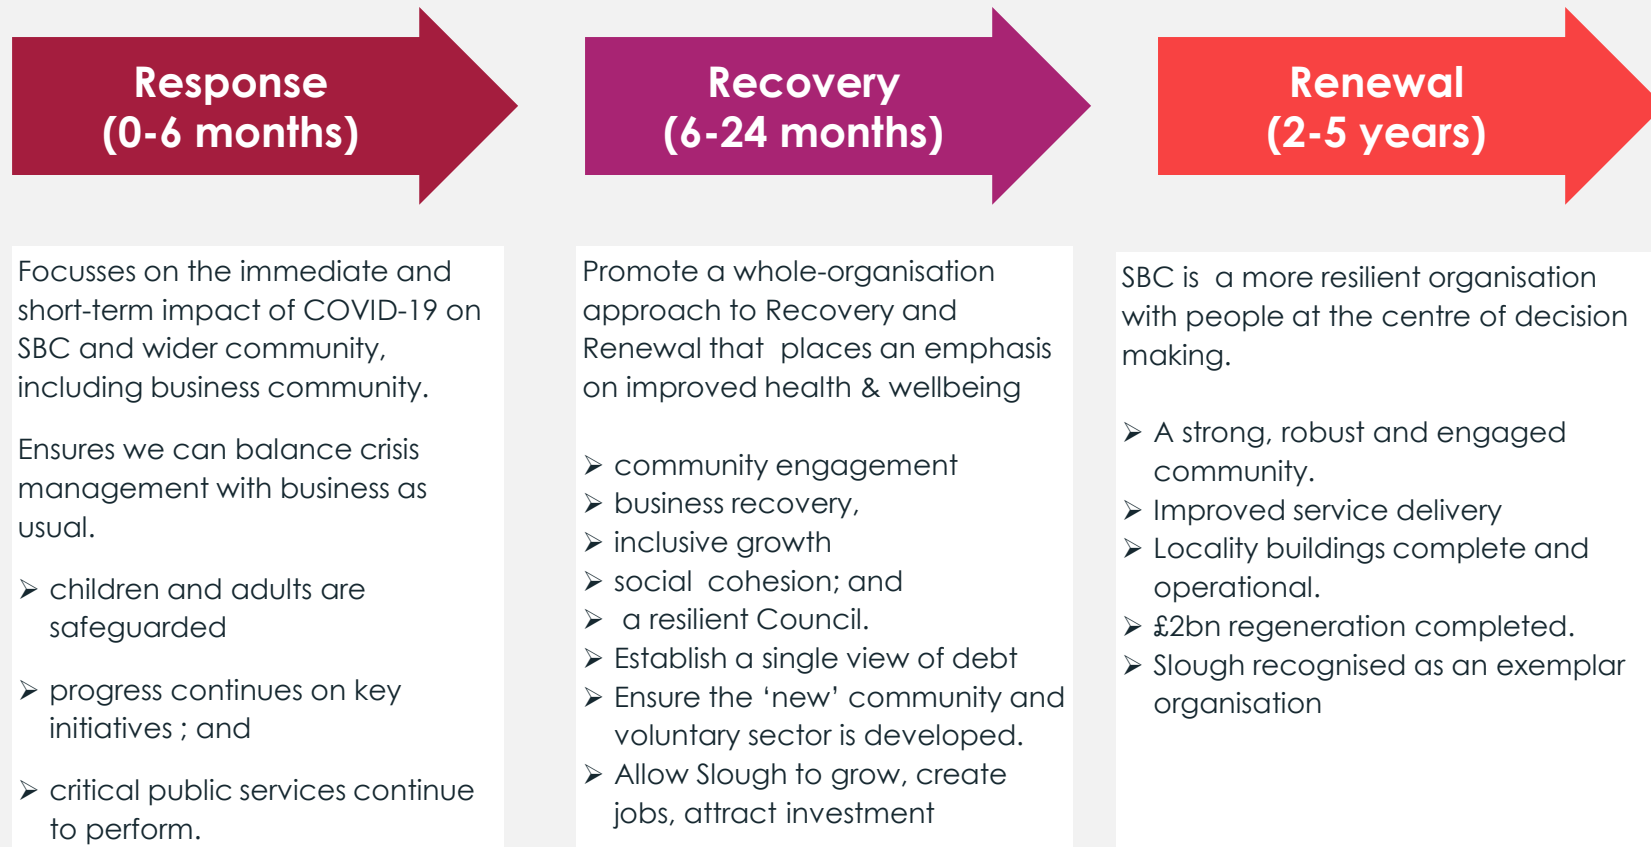 Response
(0-6 months)
Focusses on the immediate and
short-term impact of COVID-19 on
SBC and wider community,
including business community.
Ensures we can balance crisis
management with business as
usual.
➢ children and adults are
safeguarded
➢ progress continues on key
initiatives ; and
➢ critical public services continue
to perform.
Recovery
(6-24 months)
Promote a whole-organisation
approach to Recovery and
Renewal that  places an emphasis
on improved health & wellbeing
➢ community engagement
➢ business recovery,
➢ inclusive growth
➢ social  cohesion; and
➢  a resilient Council.
➢ Establish a single view of debt
➢ Ensure the ‘new’ community and
voluntary sector is developed.
➢ Allow Slough to grow, create
jobs, attract investment
Renewal
(2-5 years)
SBC is  a more resilient organisation
with people at the centre of decision
making.
➢ A strong, robust and engaged
community.
➢ Improved service delivery
➢ Locality buildings complete and
operational.
➢ £2bn regeneration completed.
➢ Slough recognised as an exemplar
organisation